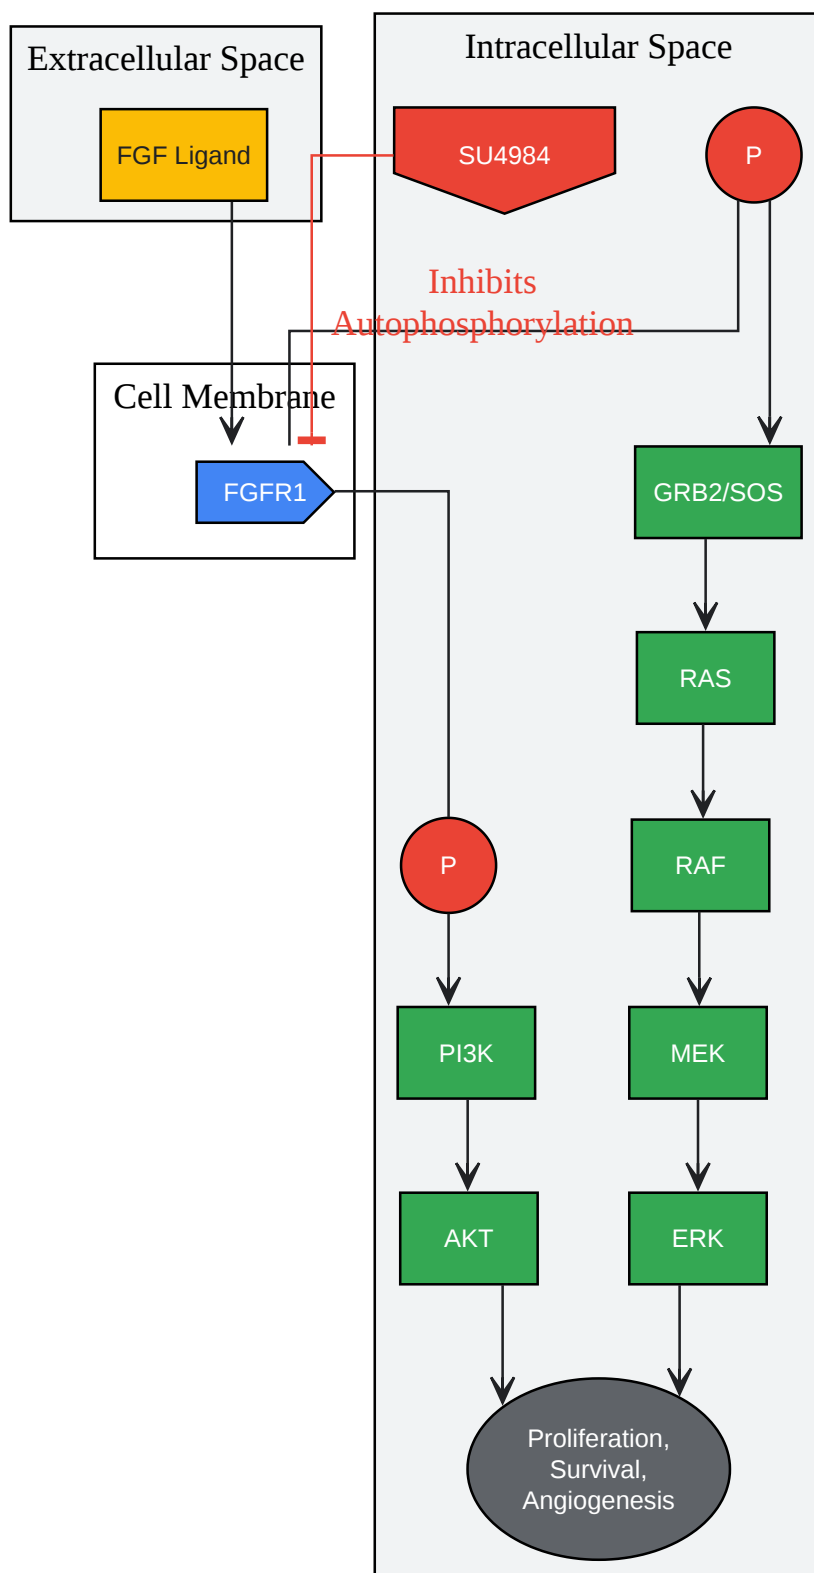 Extracellular Space
Intracellular Space
FGF Ligand
SU4984
P
Inhibits
Autophosphorylation
Cell Membrane
FGFR1
GRB2/SOS
RAS
P
RAF
PI3K
MEK
AKT
ERK
Proliferation,
Survival,
Angiogenesis